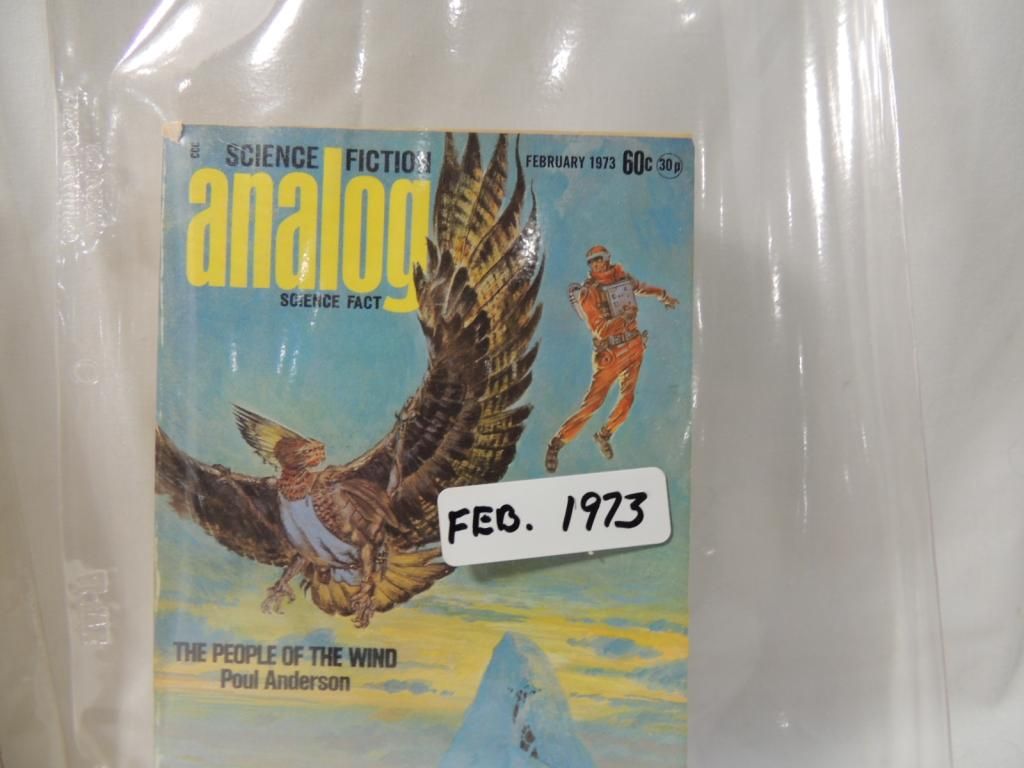 SCIENCE FICTION
FEBRUARY 1973 60c 30p
analog
SCIENCE FACT
FEB. 1973
THE PEOPLE OF THE WIND
Poul Anderson